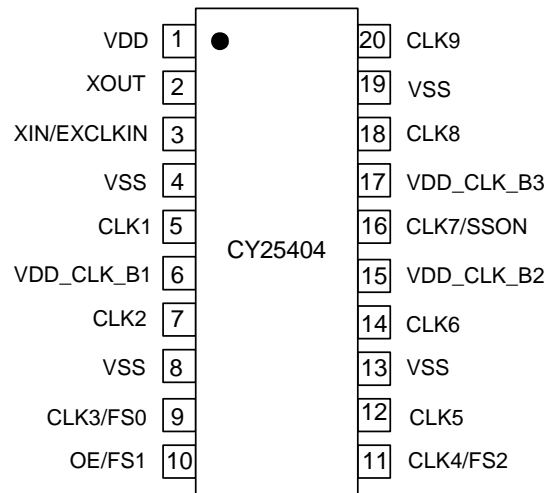 VDD 1 20 CLK9
XOUT 2 19 VSS
XIN/EXCLKIN 3 18 CLK8
VSS 4 17 VDD_CLK_B3
CLK1 5 16 CLK7/SSON
CY25404
VDD_CLK_B1 6 15 VDD_CLK_B2
CLK2 7 14 CLK6
VSS 8 13 VSS
CLK3/FS0 9 12 CLK5
OE/FS1 10 11 CLK4/FS2